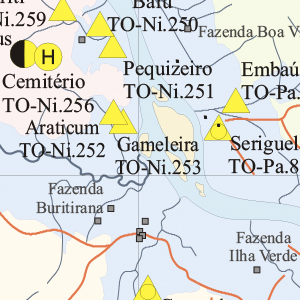 Ni.259
TO-Ni.250
Fazenda Boa V
Pequizeiro
TO-Ni.251
Embaú
TO-Pa.
H
Cemitério
TO-Ni.256
Araticum
TO-Ni.252
Gameleira
TO-Ni.253
Seriguel
TO-Pa.8
Fazenda
Buritirana
Fazenda
Ilha Verde